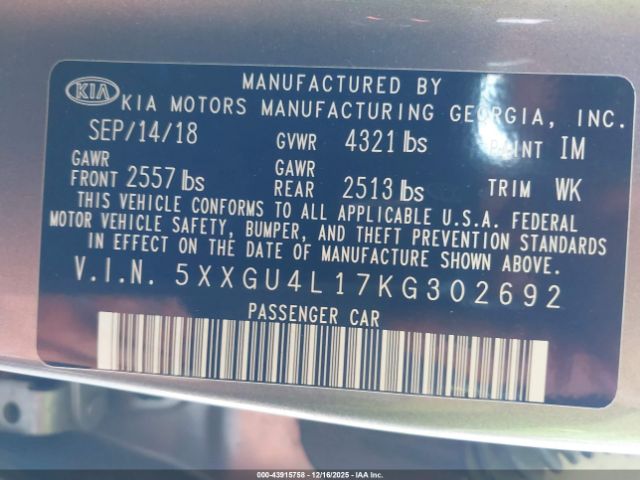 KIA
MANUFACTURED BY
KIA MOTORS MANUFACTURING GEORGIA, INC.
SEP/14/18 GVWR 4321 lbs PAINT IM
GAWR FRONT 2557 lbs GAWR REAR 2513 lbs TRIM WK
THIS VEHICLE CONFORMS TO ALL APPLICABLE U.S.A. FEDERAL
MOTOR VEHICLE SAFETY, BUMPER, AND THEFT PREVENTION STANDARDS
IN EFFECT ON THE DATE OF MANUFACTURE SHOWN ABOVE.
V.I.N. 5XXGU4L17KG302692
PASSENGER CAR
000-43915758 - 12/16/2025 - IAA Inc.